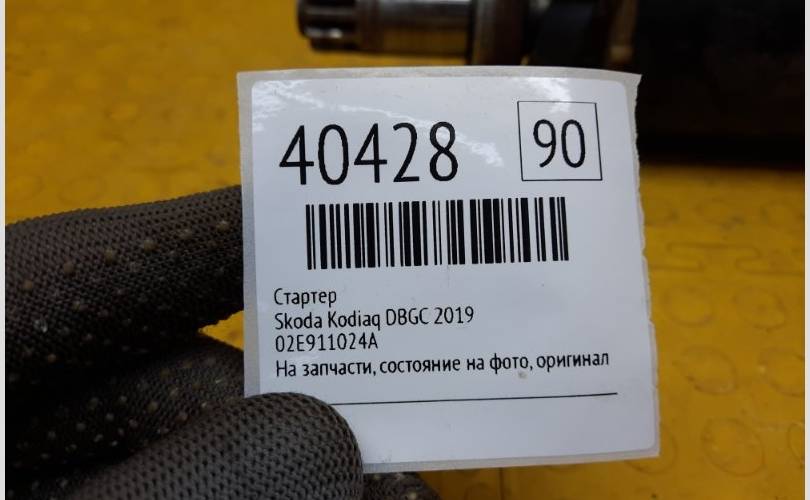 40428 90
Стартер
Skoda Kodiaq DBGC 2019
02E911024A
На запчасти, состояние на фото, оригинал